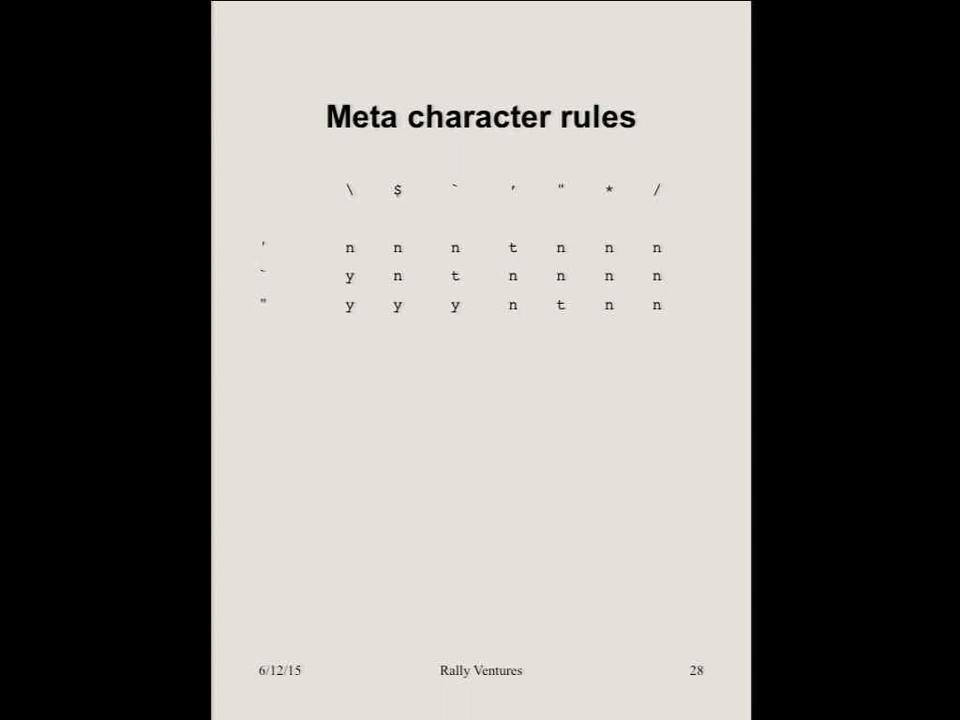 Meta character rules
\ $ ` ' " * /
' n n n t n n n
` y n t n n n n
" y y y n t n n
6/12/15 Rally Ventures 28